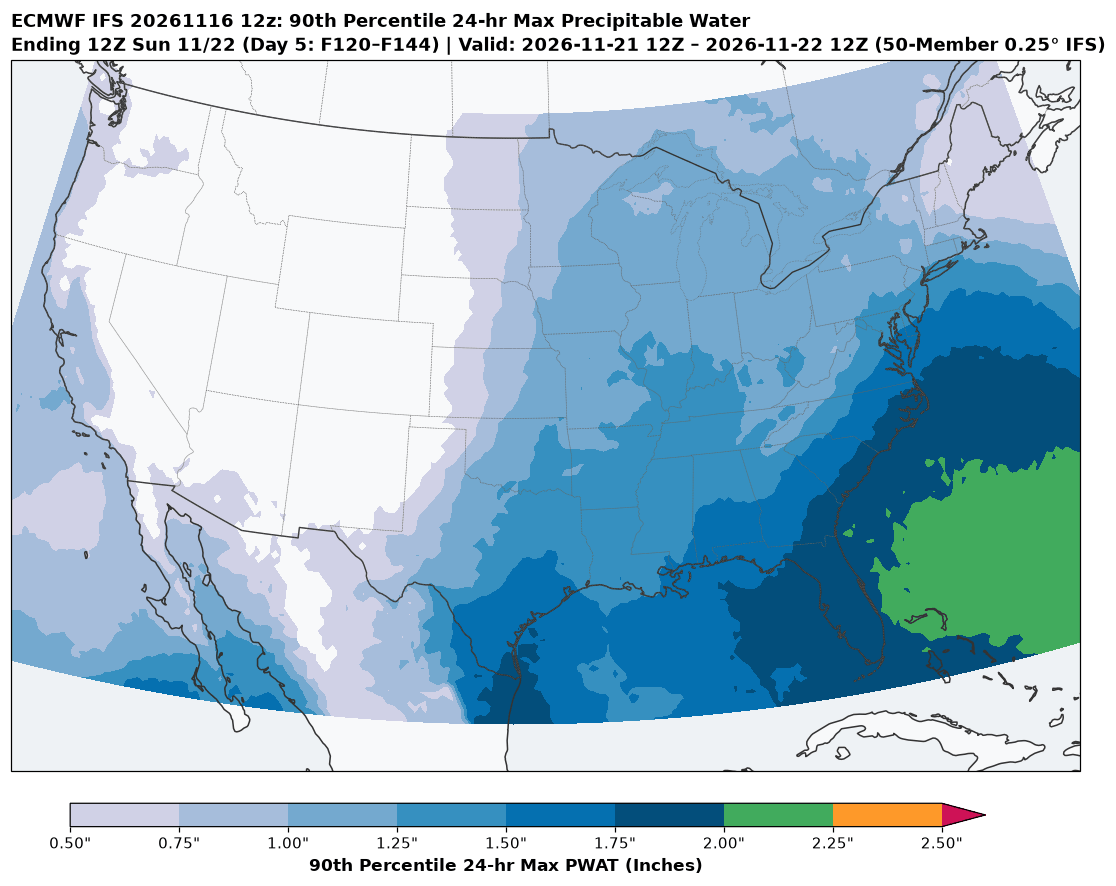 ECMWF IFS 20261116 12z: 90th Percentile 24-hr Max Precipitable Water
Ending 12Z Sun 11/22 (Day 5: F120–F144) | Valid: 2026-11-21 12Z – 2026-11-22 12Z (50-Member 0.25° IFS)
0.50" 0.75" 1.00" 1.25" 1.50" 1.75" 2.00" 2.25" 2.50"
90th Percentile 24-hr Max PWAT (Inches)